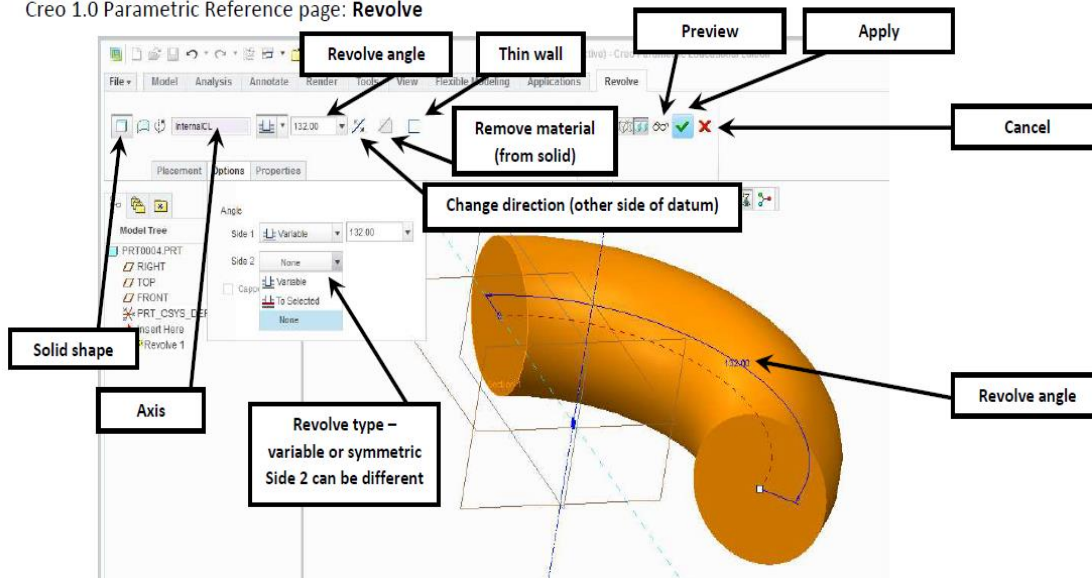 Creo 1.0 Parametric Reference page: Revolve
Preview
Apply
Revolve angle
Thin wall
File Model Analysis Annotate Render Tools View Flexible Modeling Applications Revolve
InternalCL
132.00
Remove material
(from solid)
Cancel
Placement Options Properties
Change direction (other side of datum)
Angle
Side 1 Variable 132.00
Side 2 None
Variable
To Selected
None
Model Tree
PRT0004.PRT
RIGHT
TOP
FRONT
Insert Here
Revolve 1
Solid shape
Axis
132.00
Revolve angle
Revolve type –
variable or symmetric
Side 2 can be different